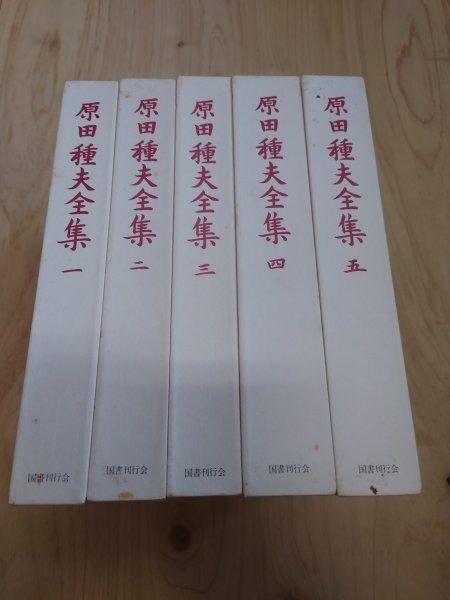 原田種夫全集 一
国書刊行会
原田種夫全集 二
国書刊行会
原田種夫全集 三
国書刊行会
原田種夫全集 四
国書刊行会
原田種夫全集 五
国書刊行会